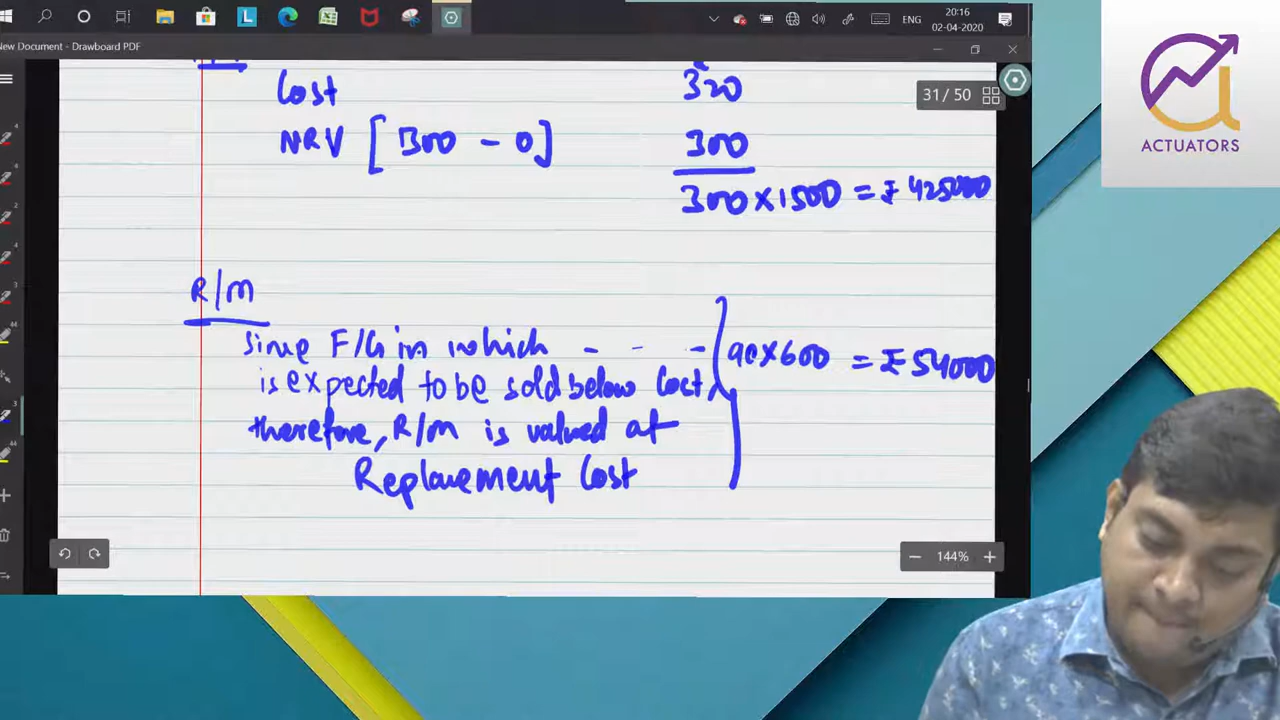 20:16
ENG
02-04-2020
New Document - Drawboard PDF
31 / 50
Cost 320
NRV [300 - 0] 300
300 × 1500 = ₹ 425000
R/M
Since F/G in which - - -
is expected to be sold below Cost,
therefore, R/M is valued at
Replacement Cost
90 × 600 = ₹ 54000
144%
ACTUATORS